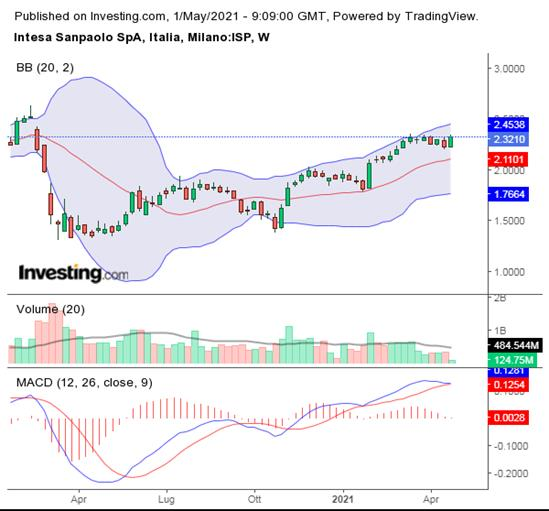 Published on Investing.com, 1/May/2021 - 9:09:00 GMT, Powered by TradingView.
Intesa Sanpaolo SpA, Italia, Milano:ISP, W
BB (20, 2)
3.0000
2.4538
2.3210
2.1101
2.0000
1.7664
1.5000
1.0000
Investing.com
Volume (20)
2B
1B
484.544M
124.75M
MACD (12, 26, close, 9)
0.1281
0.1254
0.0028
-0.1000
-0.2000
Apr Lug Ott 2021 Apr